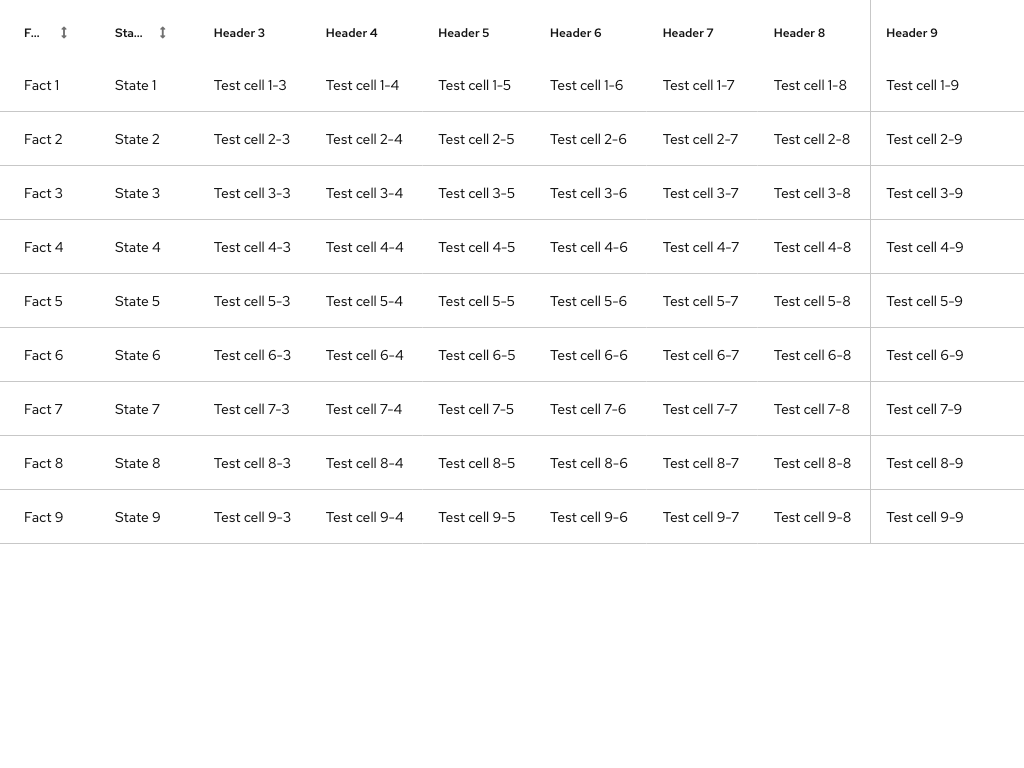 F... Sta... Header 3 Header 4 Header 5 Header 6 Header 7 Header 8 Header 9
Fact 1 State 1 Test cell 1-3 Test cell 1-4 Test cell 1-5 Test cell 1-6 Test cell 1-7 Test cell 1-8 Test cell 1-9
Fact 2 State 2 Test cell 2-3 Test cell 2-4 Test cell 2-5 Test cell 2-6 Test cell 2-7 Test cell 2-8 Test cell 2-9
Fact 3 State 3 Test cell 3-3 Test cell 3-4 Test cell 3-5 Test cell 3-6 Test cell 3-7 Test cell 3-8 Test cell 3-9
Fact 4 State 4 Test cell 4-3 Test cell 4-4 Test cell 4-5 Test cell 4-6 Test cell 4-7 Test cell 4-8 Test cell 4-9
Fact 5 State 5 Test cell 5-3 Test cell 5-4 Test cell 5-5 Test cell 5-6 Test cell 5-7 Test cell 5-8 Test cell 5-9
Fact 6 State 6 Test cell 6-3 Test cell 6-4 Test cell 6-5 Test cell 6-6 Test cell 6-7 Test cell 6-8 Test cell 6-9
Fact 7 State 7 Test cell 7-3 Test cell 7-4 Test cell 7-5 Test cell 7-6 Test cell 7-7 Test cell 7-8 Test cell 7-9
Fact 8 State 8 Test cell 8-3 Test cell 8-4 Test cell 8-5 Test cell 8-6 Test cell 8-7 Test cell 8-8 Test cell 8-9
Fact 9 State 9 Test cell 9-3 Test cell 9-4 Test cell 9-5 Test cell 9-6 Test cell 9-7 Test cell 9-8 Test cell 9-9